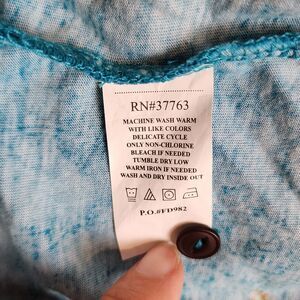 RN#37763
MACHINE WASH WARM
WITH LIKE COLORS
DELICATE CYCLE
ONLY NON-CHLORINE
BLEACH IF NEEDED
TUMBLE DRY LOW
WARM IRON IF NEEDED
WASH AND DRY INSIDE OUT
P.O.#FD982